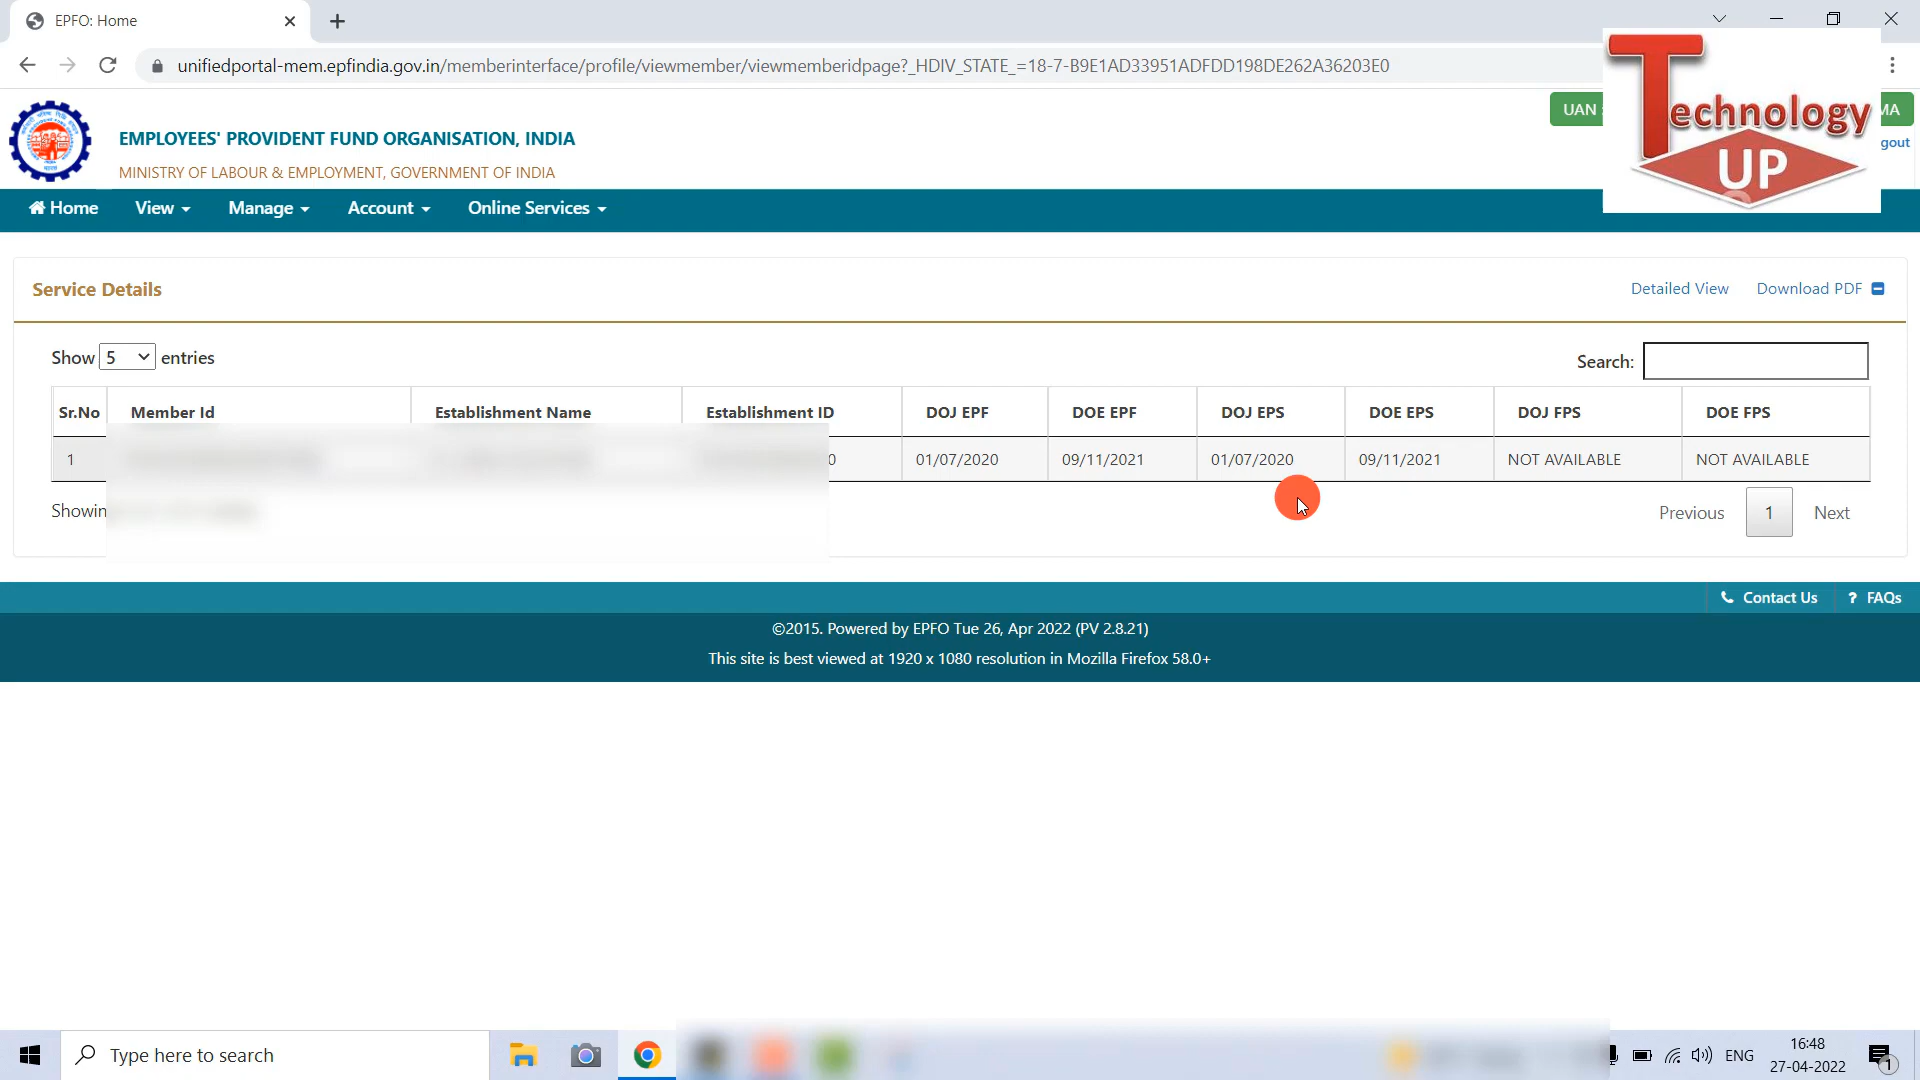 EPFO: Home
unifiedportal-mem.epfindia.gov.in/memberinterface/profile/viewmember/viewmemberidpage?_HDIV_STATE_=18-7-B9E1AD33951ADFDD198DE262A36203E0
UAN
MA
Technology
UP
EMPLOYEES' PROVIDENT FUND ORGANISATION, INDIA
gout
MINISTRY OF LABOUR & EMPLOYMENT, GOVERNMENT OF INDIA
Home View Manage Account Online Services
Service Details
Detailed View Download PDF
Show 5 entries
Search:
Sr.No Member Id Establishment Name Establishment ID DOJ EPF DOE EPF DOJ EPS DOE EPS DOJ FPS DOE FPS
1 0 01/07/2020 09/11/2021 01/07/2020 09/11/2021 NOT AVAILABLE NOT AVAILABLE
Showin
Previous 1 Next
Contact Us ? FAQs
©2015. Powered by EPFO Tue 26, Apr 2022 (PV 2.8.21)
This site is best viewed at 1920 x 1080 resolution in Mozilla Firefox 58.0+
Type here to search
ENG
16:48
27-04-2022
1